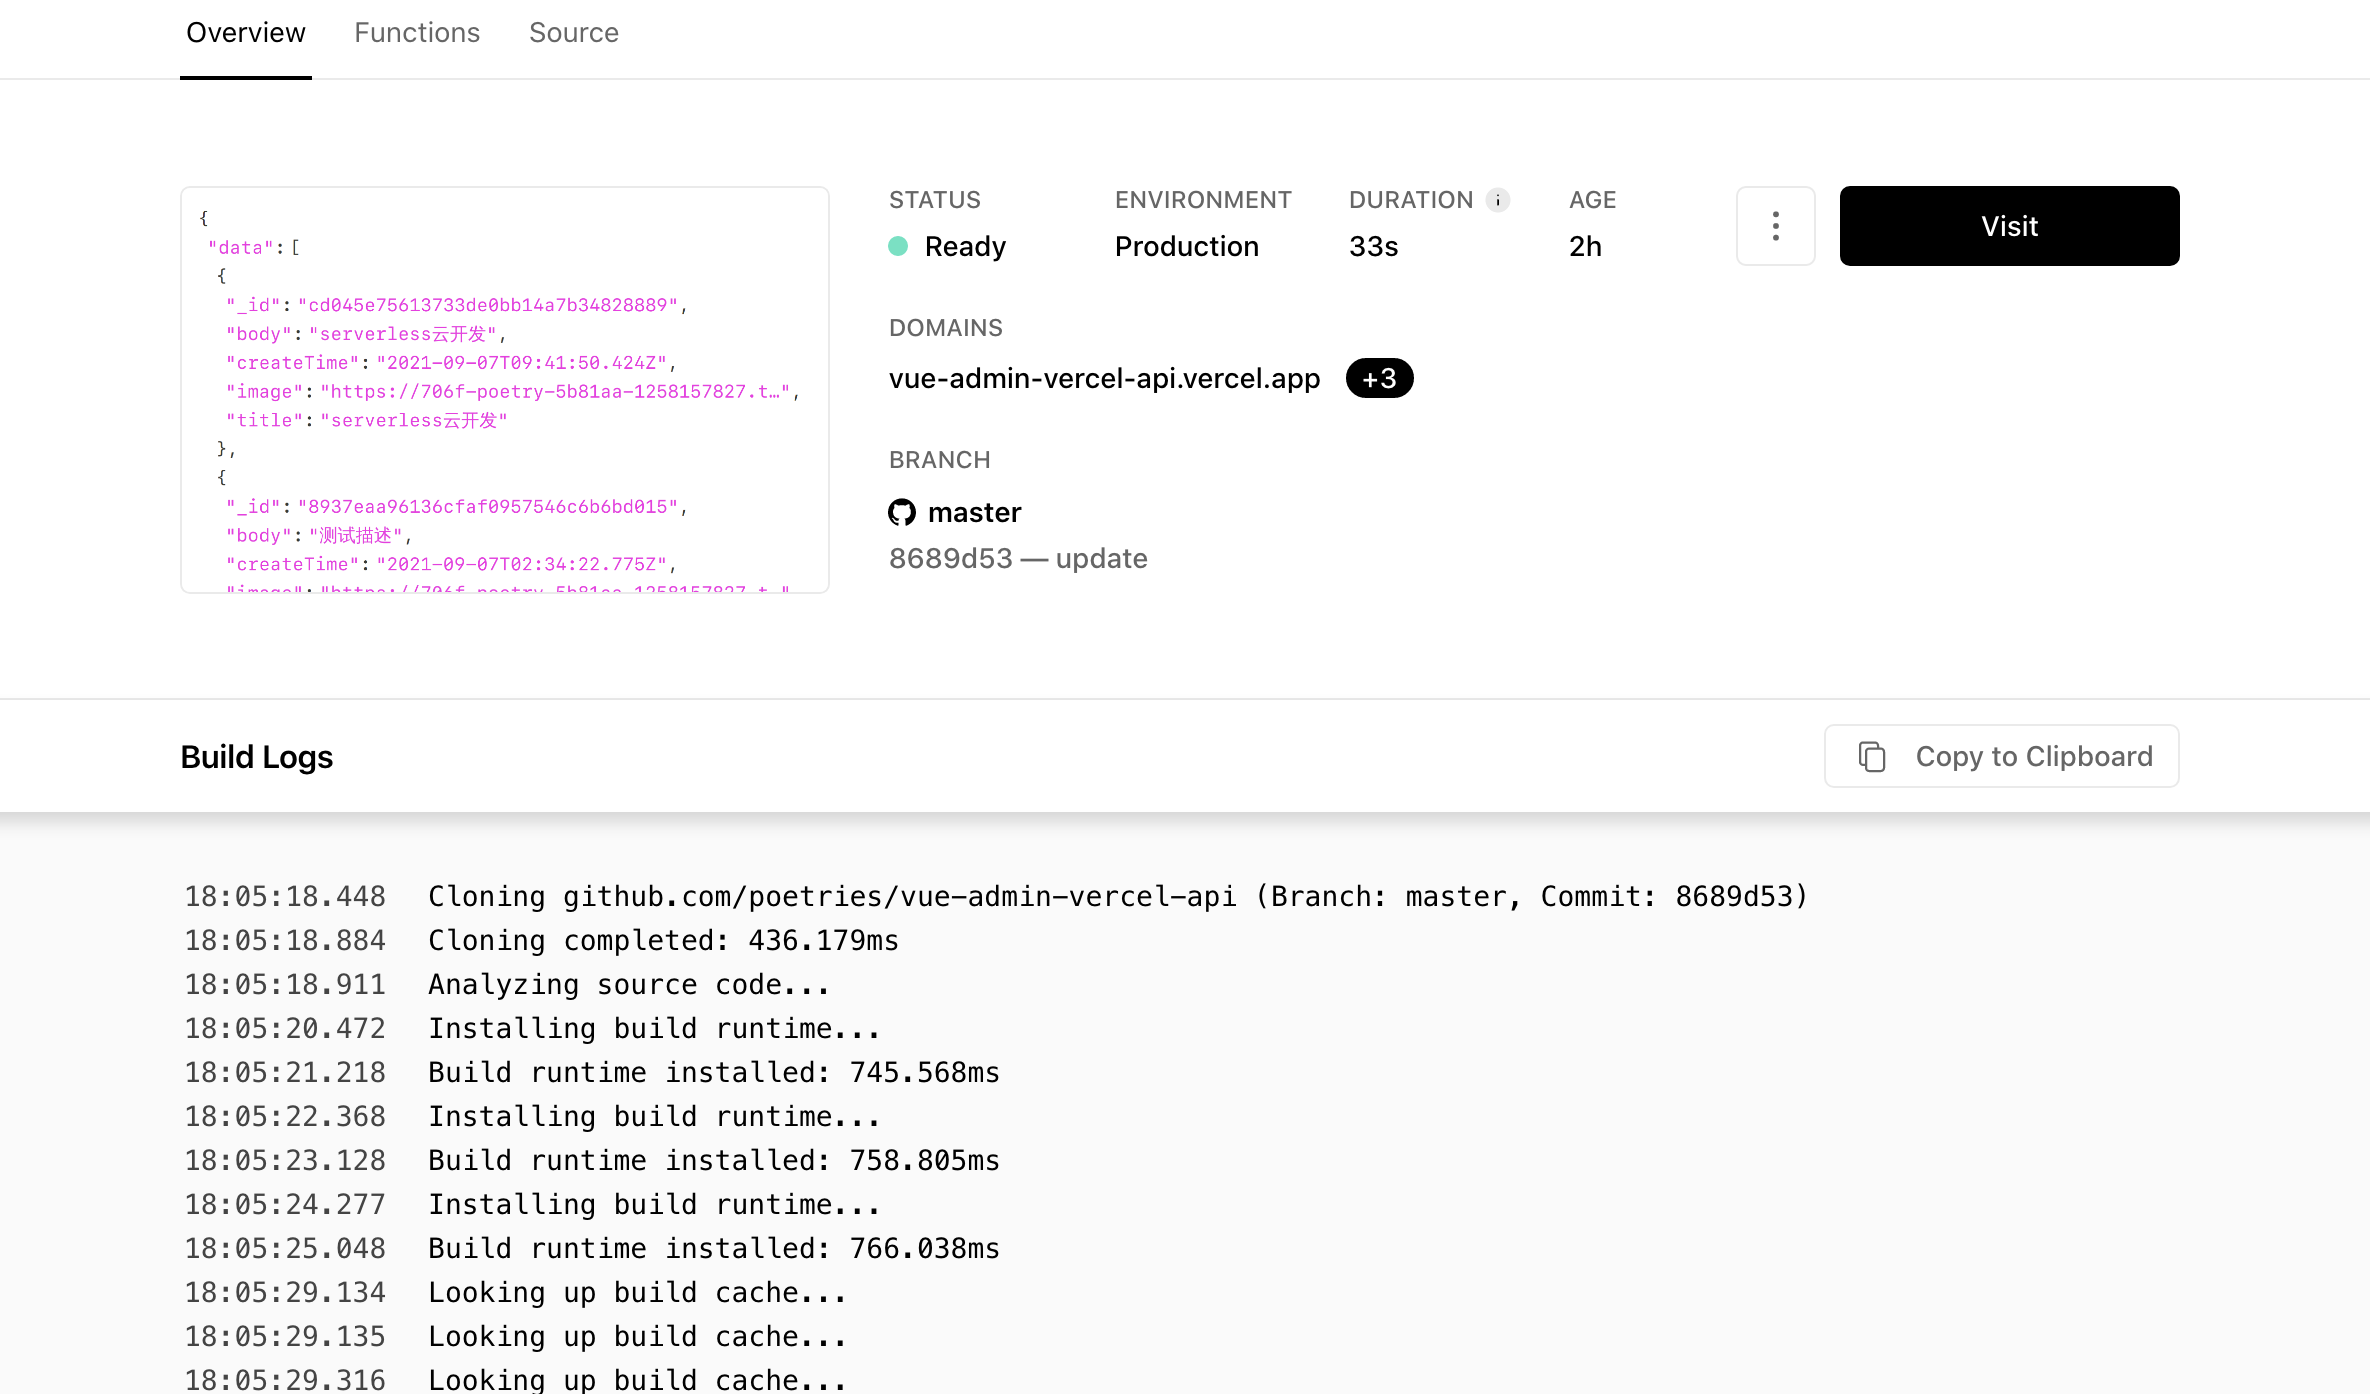 Overview Functions Source
{
"data":[
{
"_id":"cd045e75613733de0bb14a7b34828889",
"body":"serverless云开发",
"createTime":"2021-09-07T09:41:50.424Z",
"image":"https://706f-poetry-5b81aa-1258157827.t…",
"title":"serverless云开发"
},
{
"_id":"8937eaa96136cfaf0957546c6b6bd015",
"body":"测试描述",
"createTime":"2021-09-07T02:34:22.775Z",
"image":"https://706f-poetry-5b81aa-1258157827.t…"
STATUS ENVIRONMENT DURATION i AGE
Ready Production 33s 2h
Visit
DOMAINS
vue-admin-vercel-api.vercel.app +3
BRANCH
master
8689d53 — update
Build Logs
Copy to Clipboard
18:05:18.448 Cloning github.com/poetries/vue-admin-vercel-api (Branch: master, Commit: 8689d53)
18:05:18.884 Cloning completed: 436.179ms
18:05:18.911 Analyzing source code...
18:05:20.472 Installing build runtime...
18:05:21.218 Build runtime installed: 745.568ms
18:05:22.368 Installing build runtime...
18:05:23.128 Build runtime installed: 758.805ms
18:05:24.277 Installing build runtime...
18:05:25.048 Build runtime installed: 766.038ms
18:05:29.134 Looking up build cache...
18:05:29.135 Looking up build cache...
18:05:29.316 Looking up build cache...